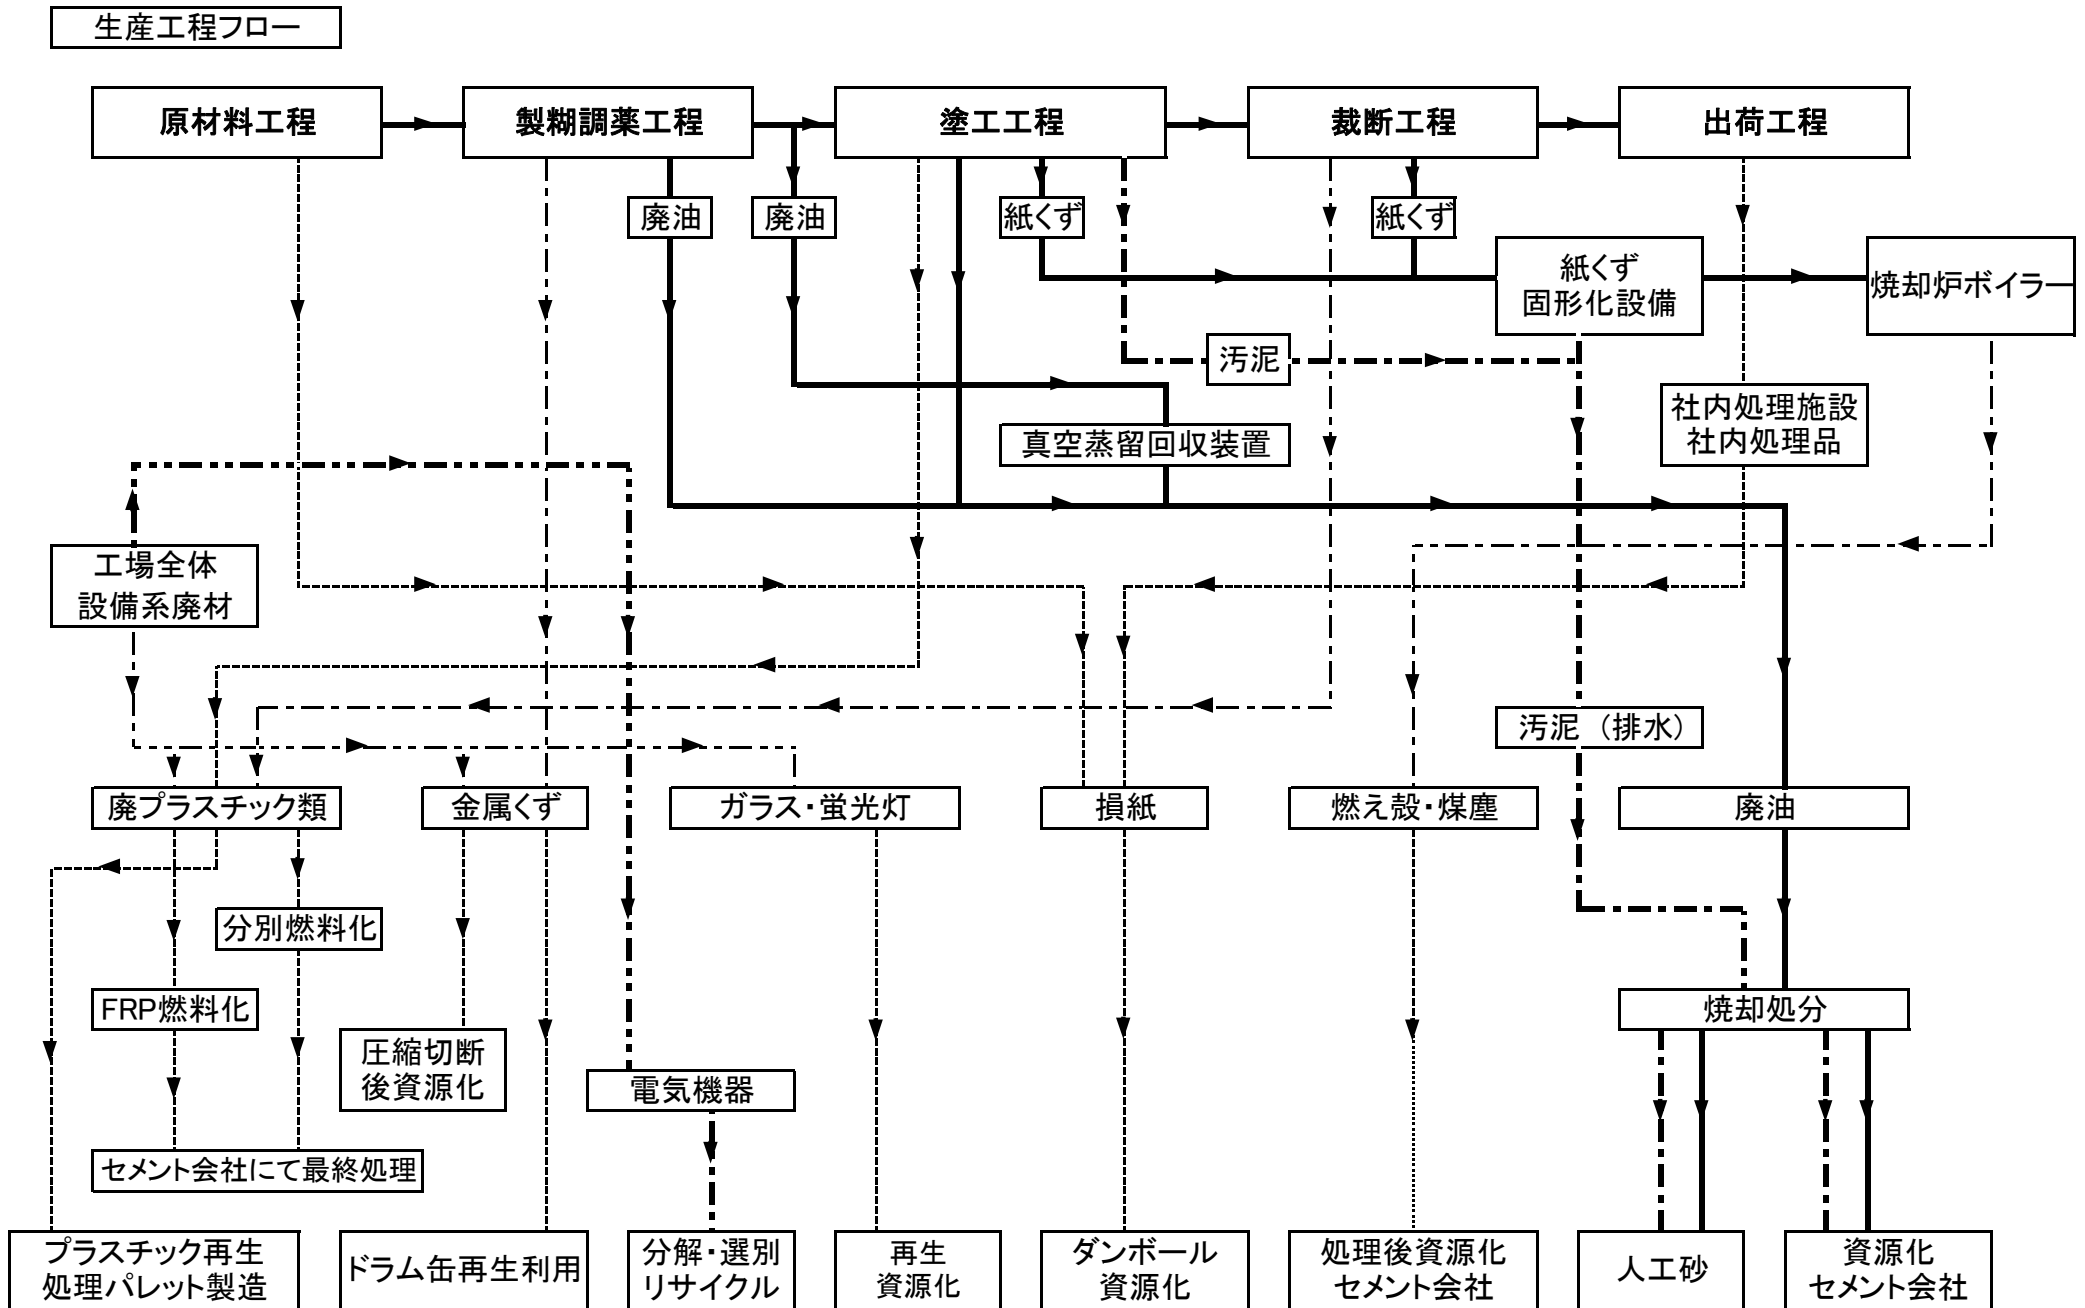 生産工程フロー
原材料工程
製糊調薬工程
塗工工程
裁断工程
出荷工程
廃油
廃油
紙くず
紙くず
紙くず
固形化設備
焼却炉ボイラー
汚泥
社内処理施設
社内処理品
真空蒸留回収装置
工場全体
設備系廃材
汚泥（排水）
廃プラスチック類
金属くず
ガラス・蛍光灯
損紙
燃え殻・煤塵
廃油
分別燃料化
FRP燃料化
焼却処分
圧縮切断
後資源化
電気機器
セメント会社にて最終処理
プラスチック再生
処理パレット製造
ドラム缶再生利用
分解・選別
リサイクル
再生
資源化
ダンボール
資源化
処理後資源化
セメント会社
人工砂
資源化
セメント会社